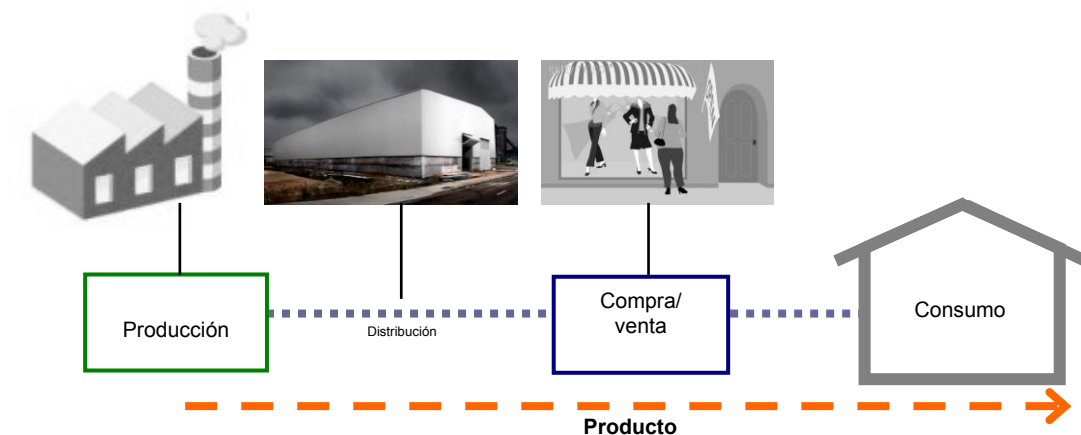 Producción
Distribución
Compra/
venta
Consumo
Producto